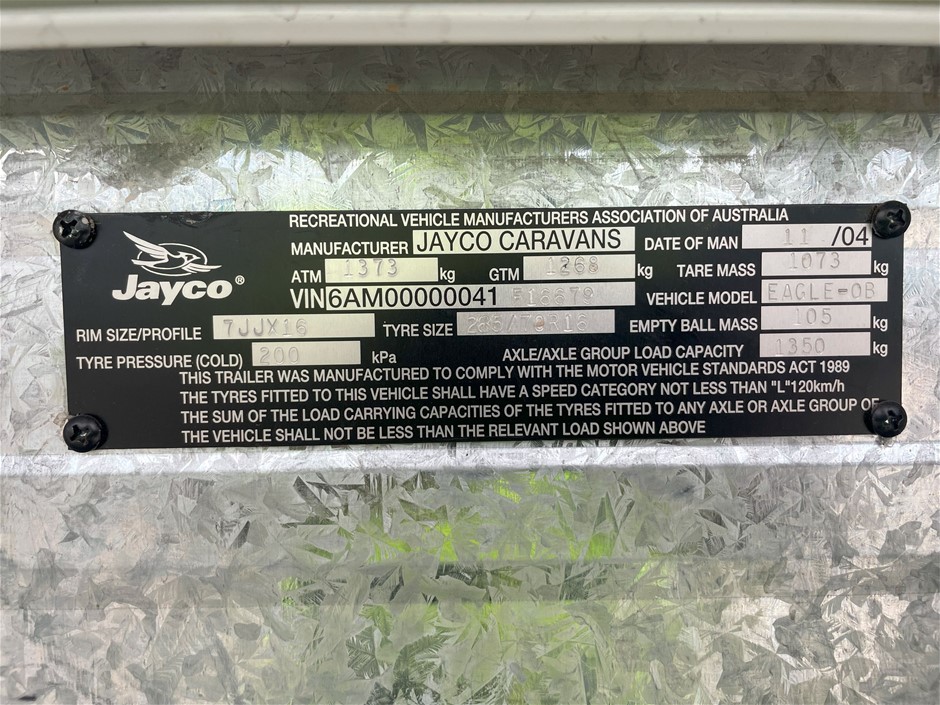 RECREATIONAL VEHICLE MANUFACTURERS ASSOCIATION OF AUSTRALIA
Jayco®
MANUFACTURER JAYCO CARAVANS DATE OF MAN 11 /04
ATM 1373 kg GTM 1268 kg TARE MASS 1073 kg
VIN 6AM00000041 VEHICLE MODEL EAGLE-OB
RIM SIZE/PROFILE 7JJX16 TYRE SIZE EMPTY BALL MASS 105 kg
TYRE PRESSURE (COLD) 200 kPa AXLE/AXLE GROUP LOAD CAPACITY 1350 kg
THIS TRAILER WAS MANUFACTURED TO COMPLY WITH THE MOTOR VEHICLE STANDARDS ACT 1989
THE TYRES FITTED TO THIS VEHICLE SHALL HAVE A SPEED CATEGORY NOT LESS THAN "L"120km/h
THE SUM OF THE LOAD CARRYING CAPACITIES OF THE TYRES FITTED TO ANY AXLE OR AXLE GROUP OF
THE VEHICLE SHALL NOT BE LESS THAN THE RELEVANT LOAD SHOWN ABOVE